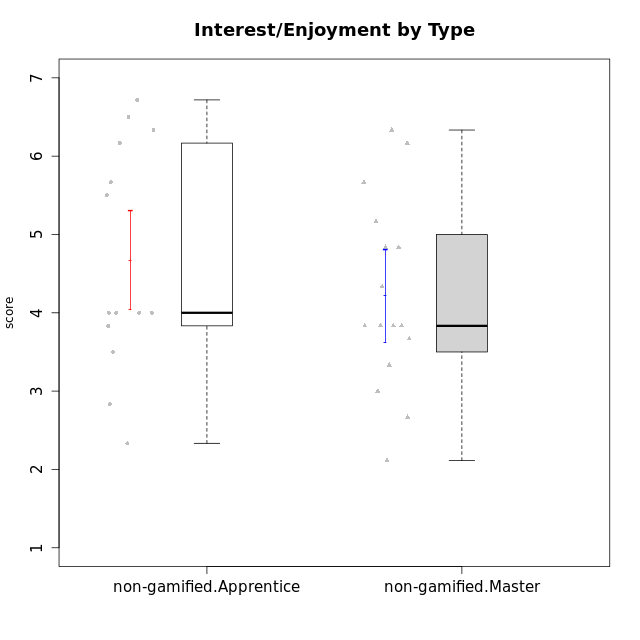 Interest/Enjoyment by Type
score
7
6
5
4
3
2
1
non-gamified.Apprentice
non-gamified.Master